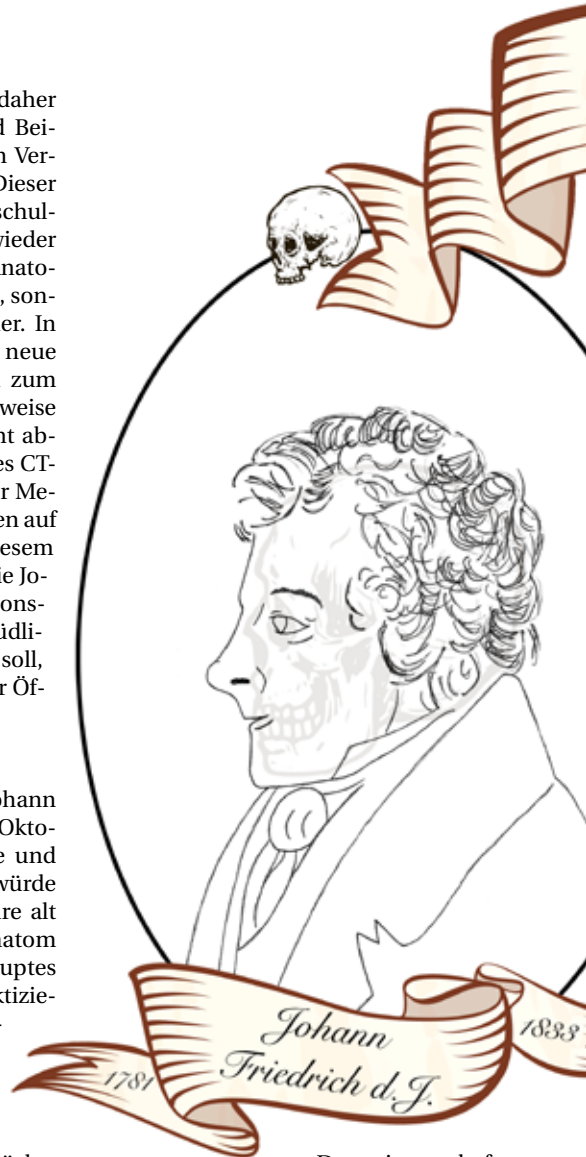 daher
d Bei-
n Ver-
Dieser
schul-
wieder
nato-
, son-
er. In
neue
zum
weise
nt ab-
es CT-
r Me-
en auf
iesem
ie Jo-
ons-
üdli-
soll,
r Öf-
ohann
Okto-
e und
würde
re alt
natom
uptes
ktizie-
1781
Johann
Friedrich d.J.
1833